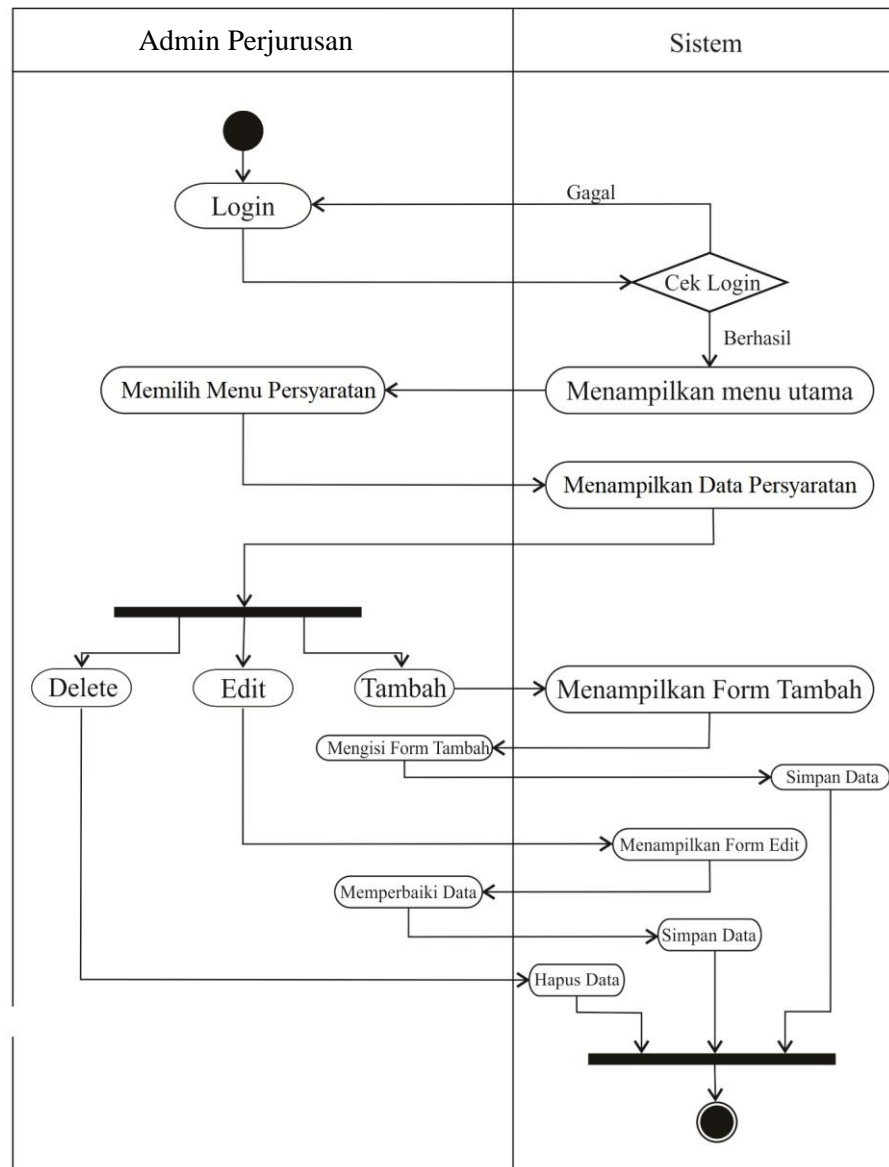 Admin Perjurusan
Sistem
Login
Gagal
Cek Login
Berhasil
Memilih Menu Persyaratan
Menampilkan menu utama
Menampilkan Data Persyaratan
Delete
Edit
Tambah
Menampilkan Form Tambah
Mengisi Form Tambah
Simpan Data
Menampilkan Form Edit
Memperbaiki Data
Simpan Data
Hapus Data